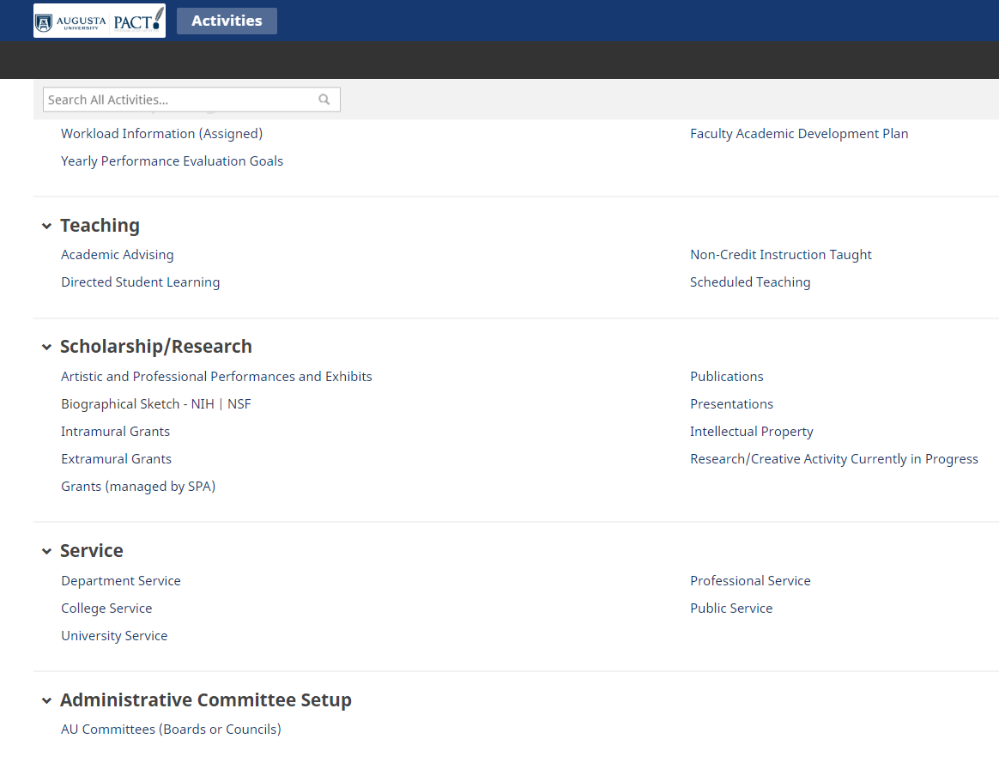 AUGUSTA UNIVERSITY PACT!
Activities
Search All Activities...
Workload Information (Assigned)
Faculty Academic Development Plan
Yearly Performance Evaluation Goals
Teaching
Academic Advising
Non-Credit Instruction Taught
Directed Student Learning
Scheduled Teaching
Scholarship/Research
Artistic and Professional Performances and Exhibits
Publications
Biographical Sketch - NIH | NSF
Presentations
Intramural Grants
Intellectual Property
Extramural Grants
Research/Creative Activity Currently in Progress
Grants (managed by SPA)
Service
Department Service
Professional Service
College Service
Public Service
University Service
Administrative Committee Setup
AU Committees (Boards or Councils)